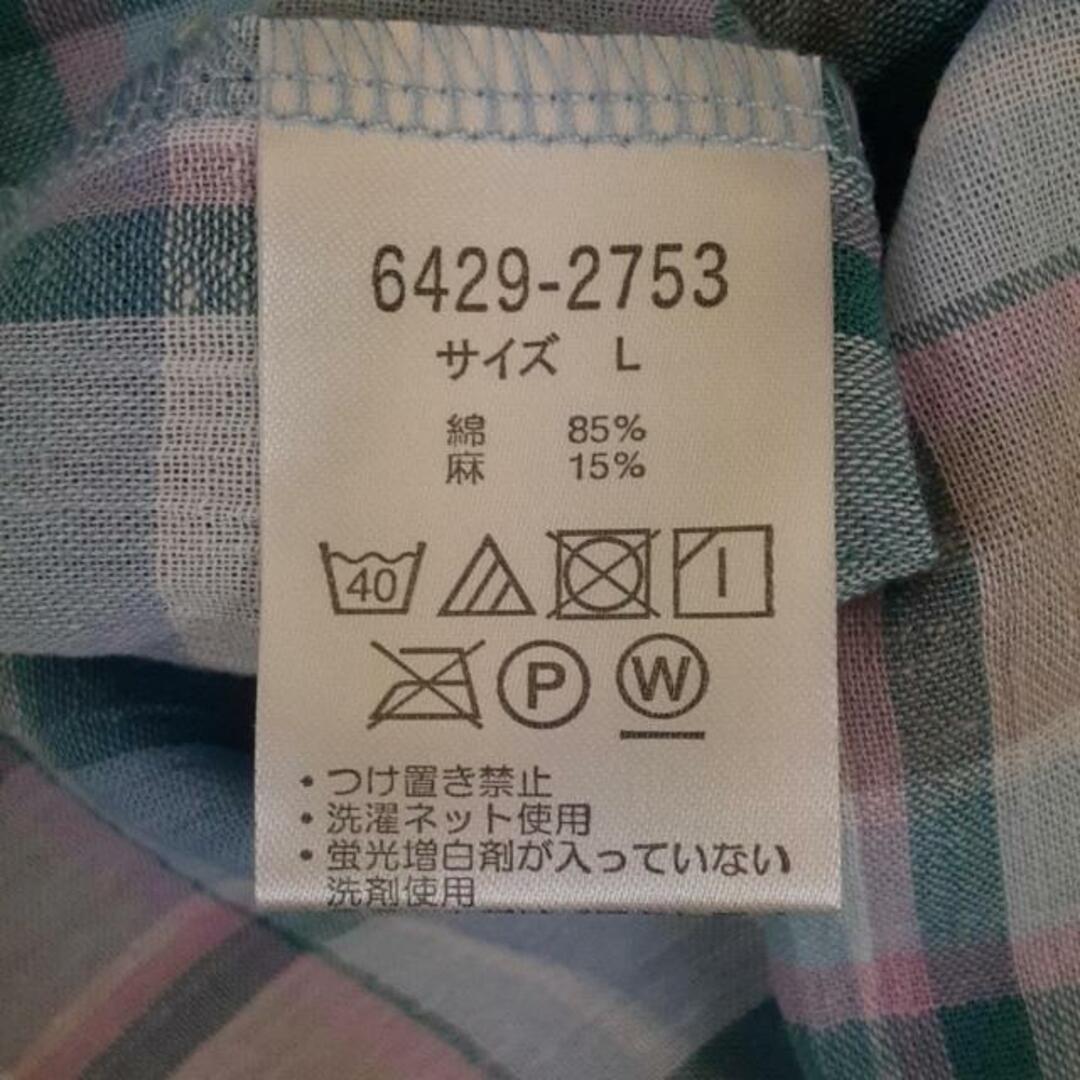 6429-2753
サイズ L
綿 85%
麻 15%
40
P W
・つけ置き禁止
・洗濯ネット使用
・蛍光増白剤が入っていない
洗剤使用